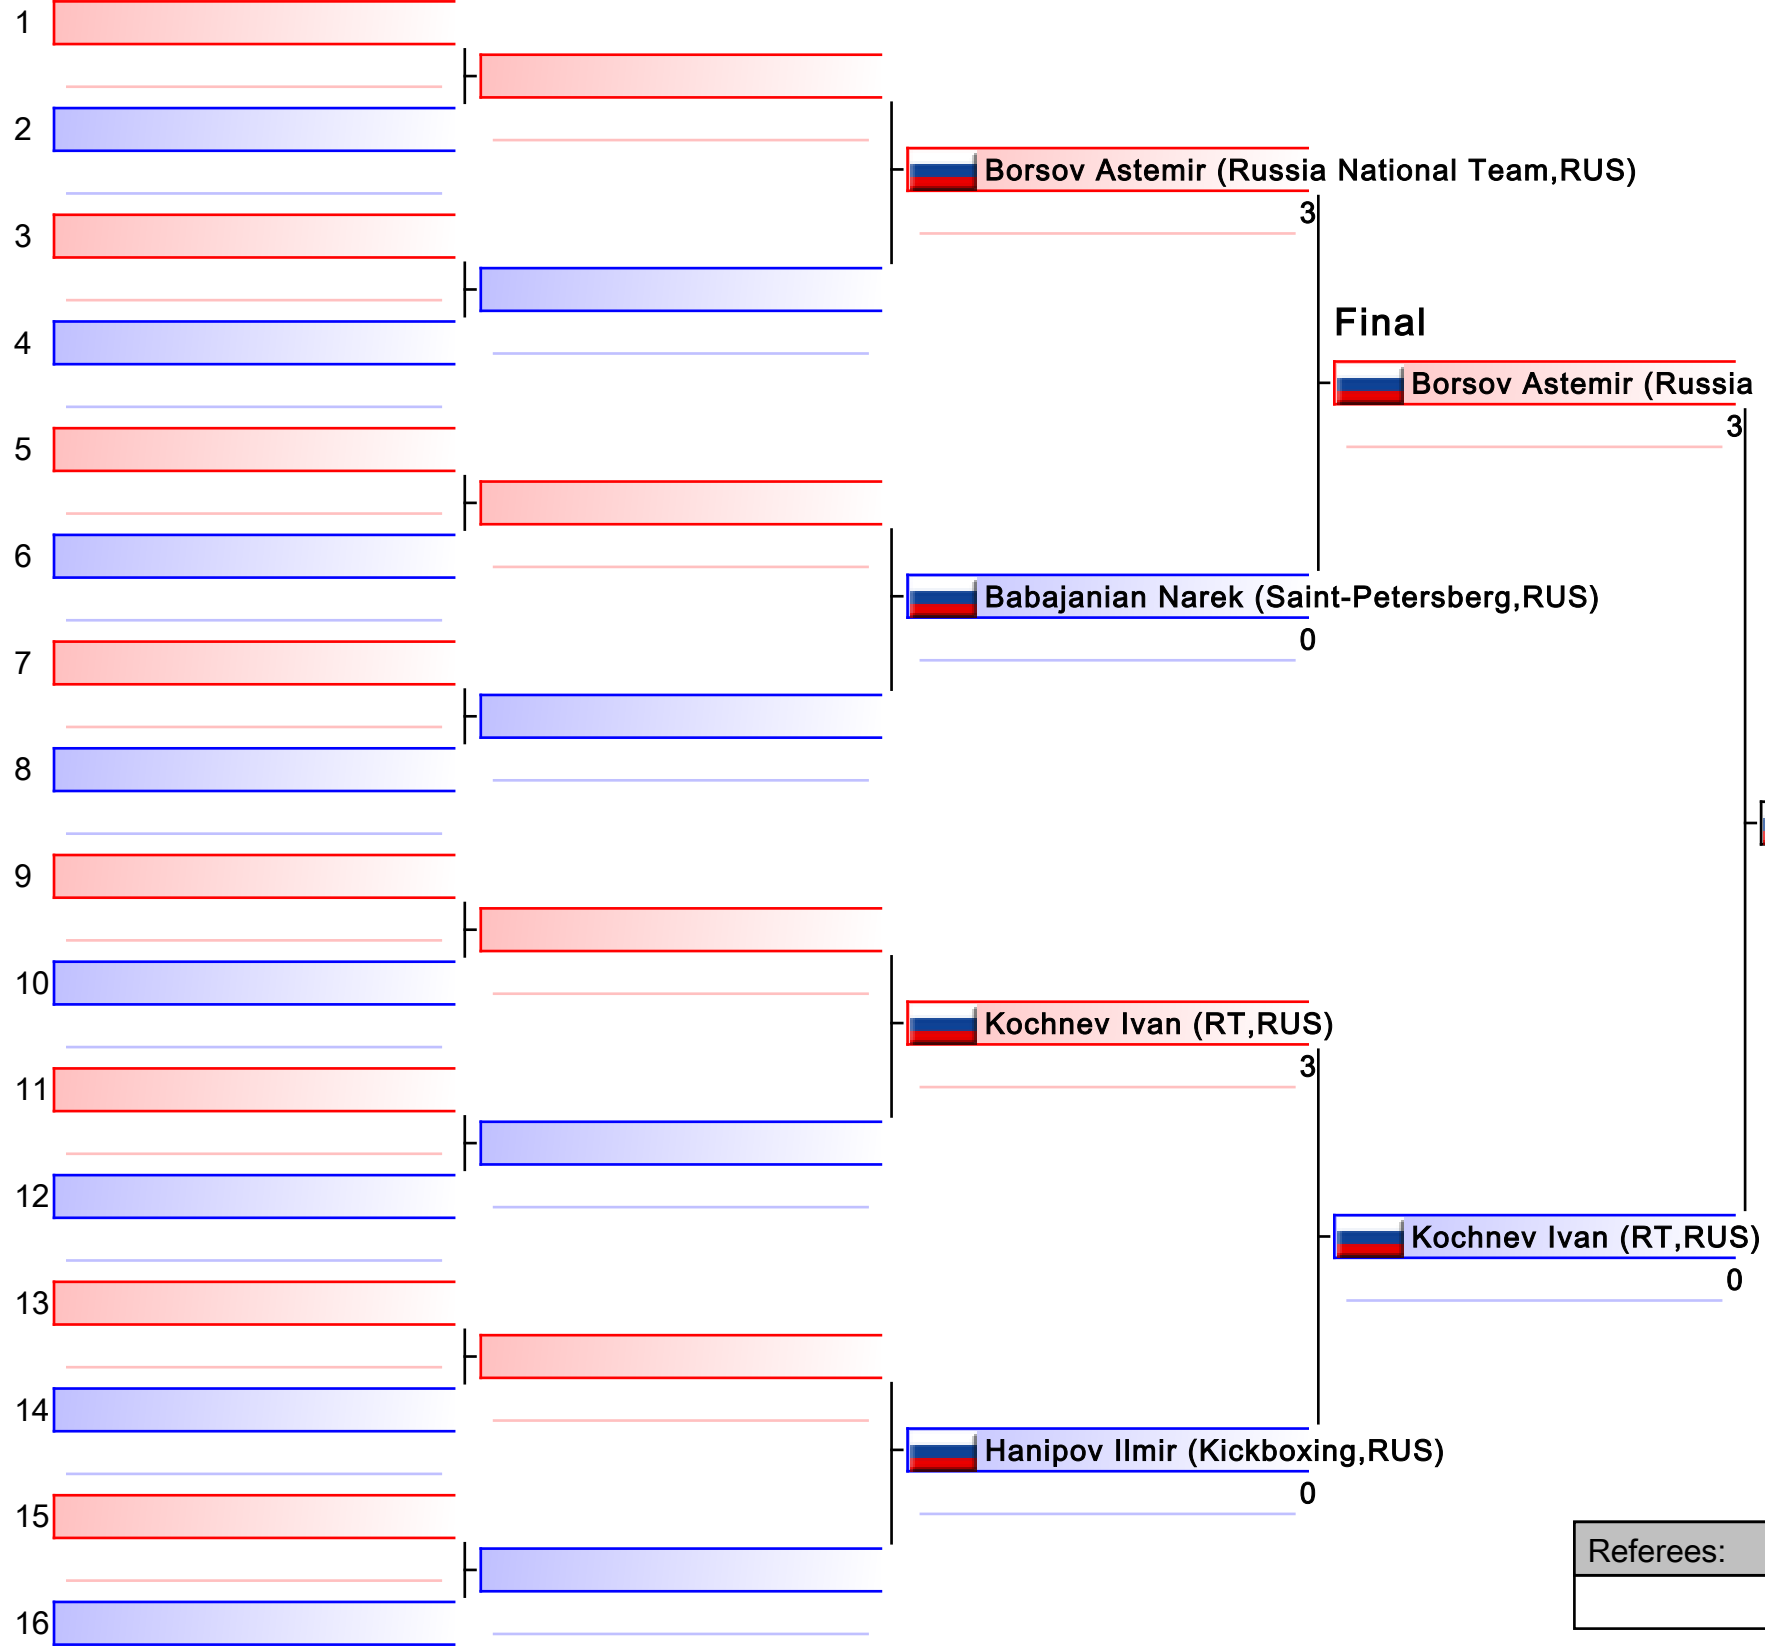 1
2
Borsov Astemir (Russia National Team,RUS)
3
3
Final
4
Borsov Astemir (Russia
3
5
6
Babajanian Narek (Saint-Petersberg,RUS)
0
7
8
9
10
Kochnev Ivan (RT,RUS)
3
11
12
Kochnev Ivan (RT,RUS)
0
13
14
Hanipov Ilmir (Kickboxing,RUS)
0
15
Referees:
16